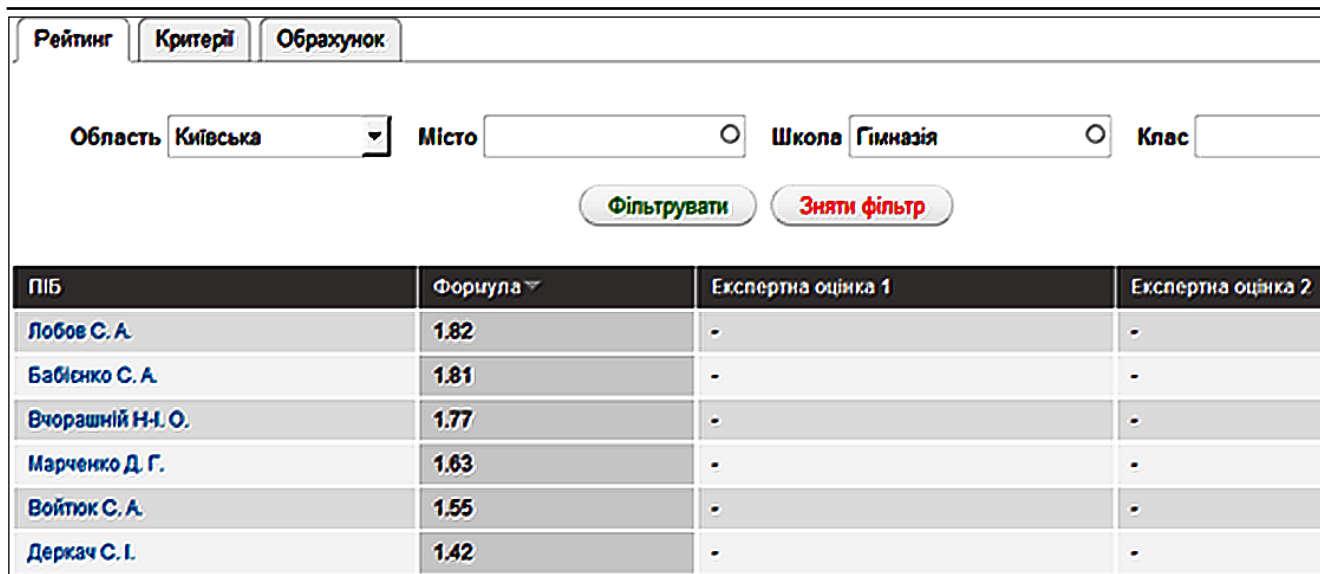 Рейтинг Критерії Обрахунок
Область Київська Місто Школа Гімназія Клас
Фільтрувати Зняти фільтр
ПІБ Формула Експертна оцінка 1 Експертна оцінка 2
Лобов С. А. 1.82 - -
Бабієнко С. А. 1.81 - -
Вчорашній Н-І. О. 1.77 - -
Марченко Д. Г. 1.63 - -
Войтюк С. А. 1.55 - -
Деркач С. І. 1.42 - -